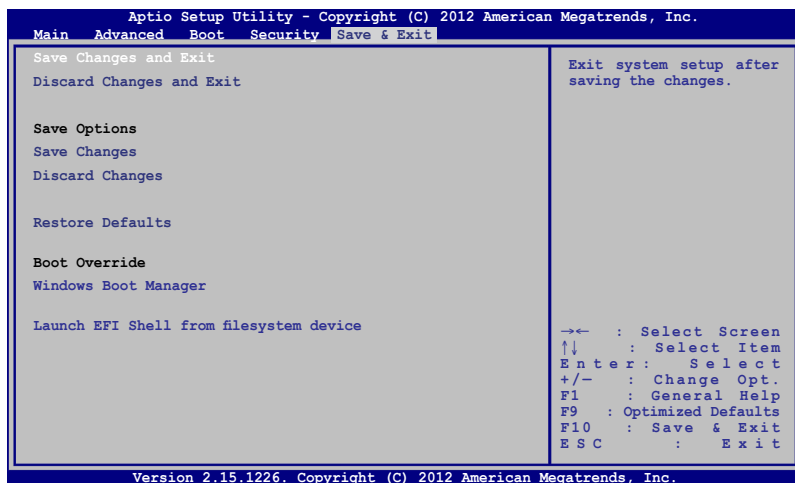 Aptio Setup Utility - Copyright (C) 2012 American Megatrends, Inc.
Main Advanced Boot Security Save & Exit
Save Changes and Exit
Discard Changes and Exit
Save Options
Save Changes
Discard Changes
Restore Defaults
Boot Override
Windows Boot Manager
Launch EFI Shell from filesystem device
Exit system setup after
saving the changes.
→← : Select Screen
↑↓ : Select Item
Enter: Select
+/— : Change Opt.
F1 : General Help
F9 : Optimized Defaults
F10 : Save & Exit
ESC : Exit
Version 2.15.1226. Copyright (C) 2012 American Megatrends, Inc.